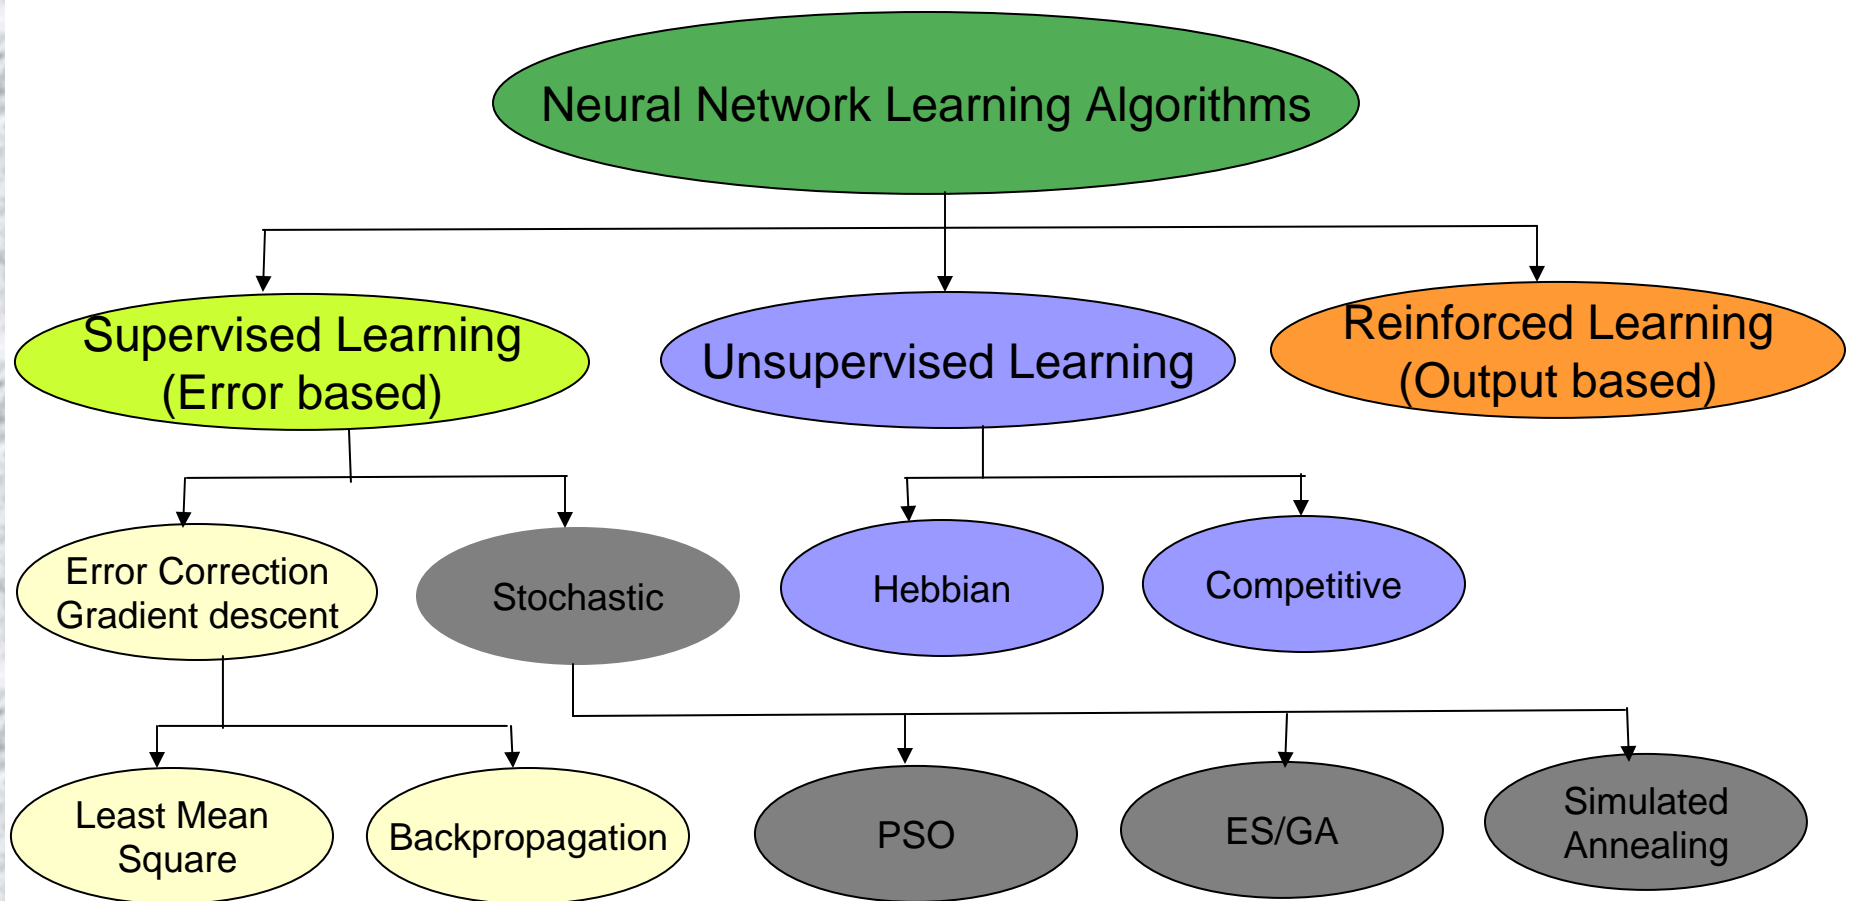 Neural Network Learning Algorithms
Supervised Learning
(Error based)
Unsupervised Learning
Reinforced Learning
(Output based)
Error Correction
Gradient descent
Stochastic
Hebbian
Competitive
Least Mean
Square
Backpropagation
PSO
ES/GA
Simulated
Annealing